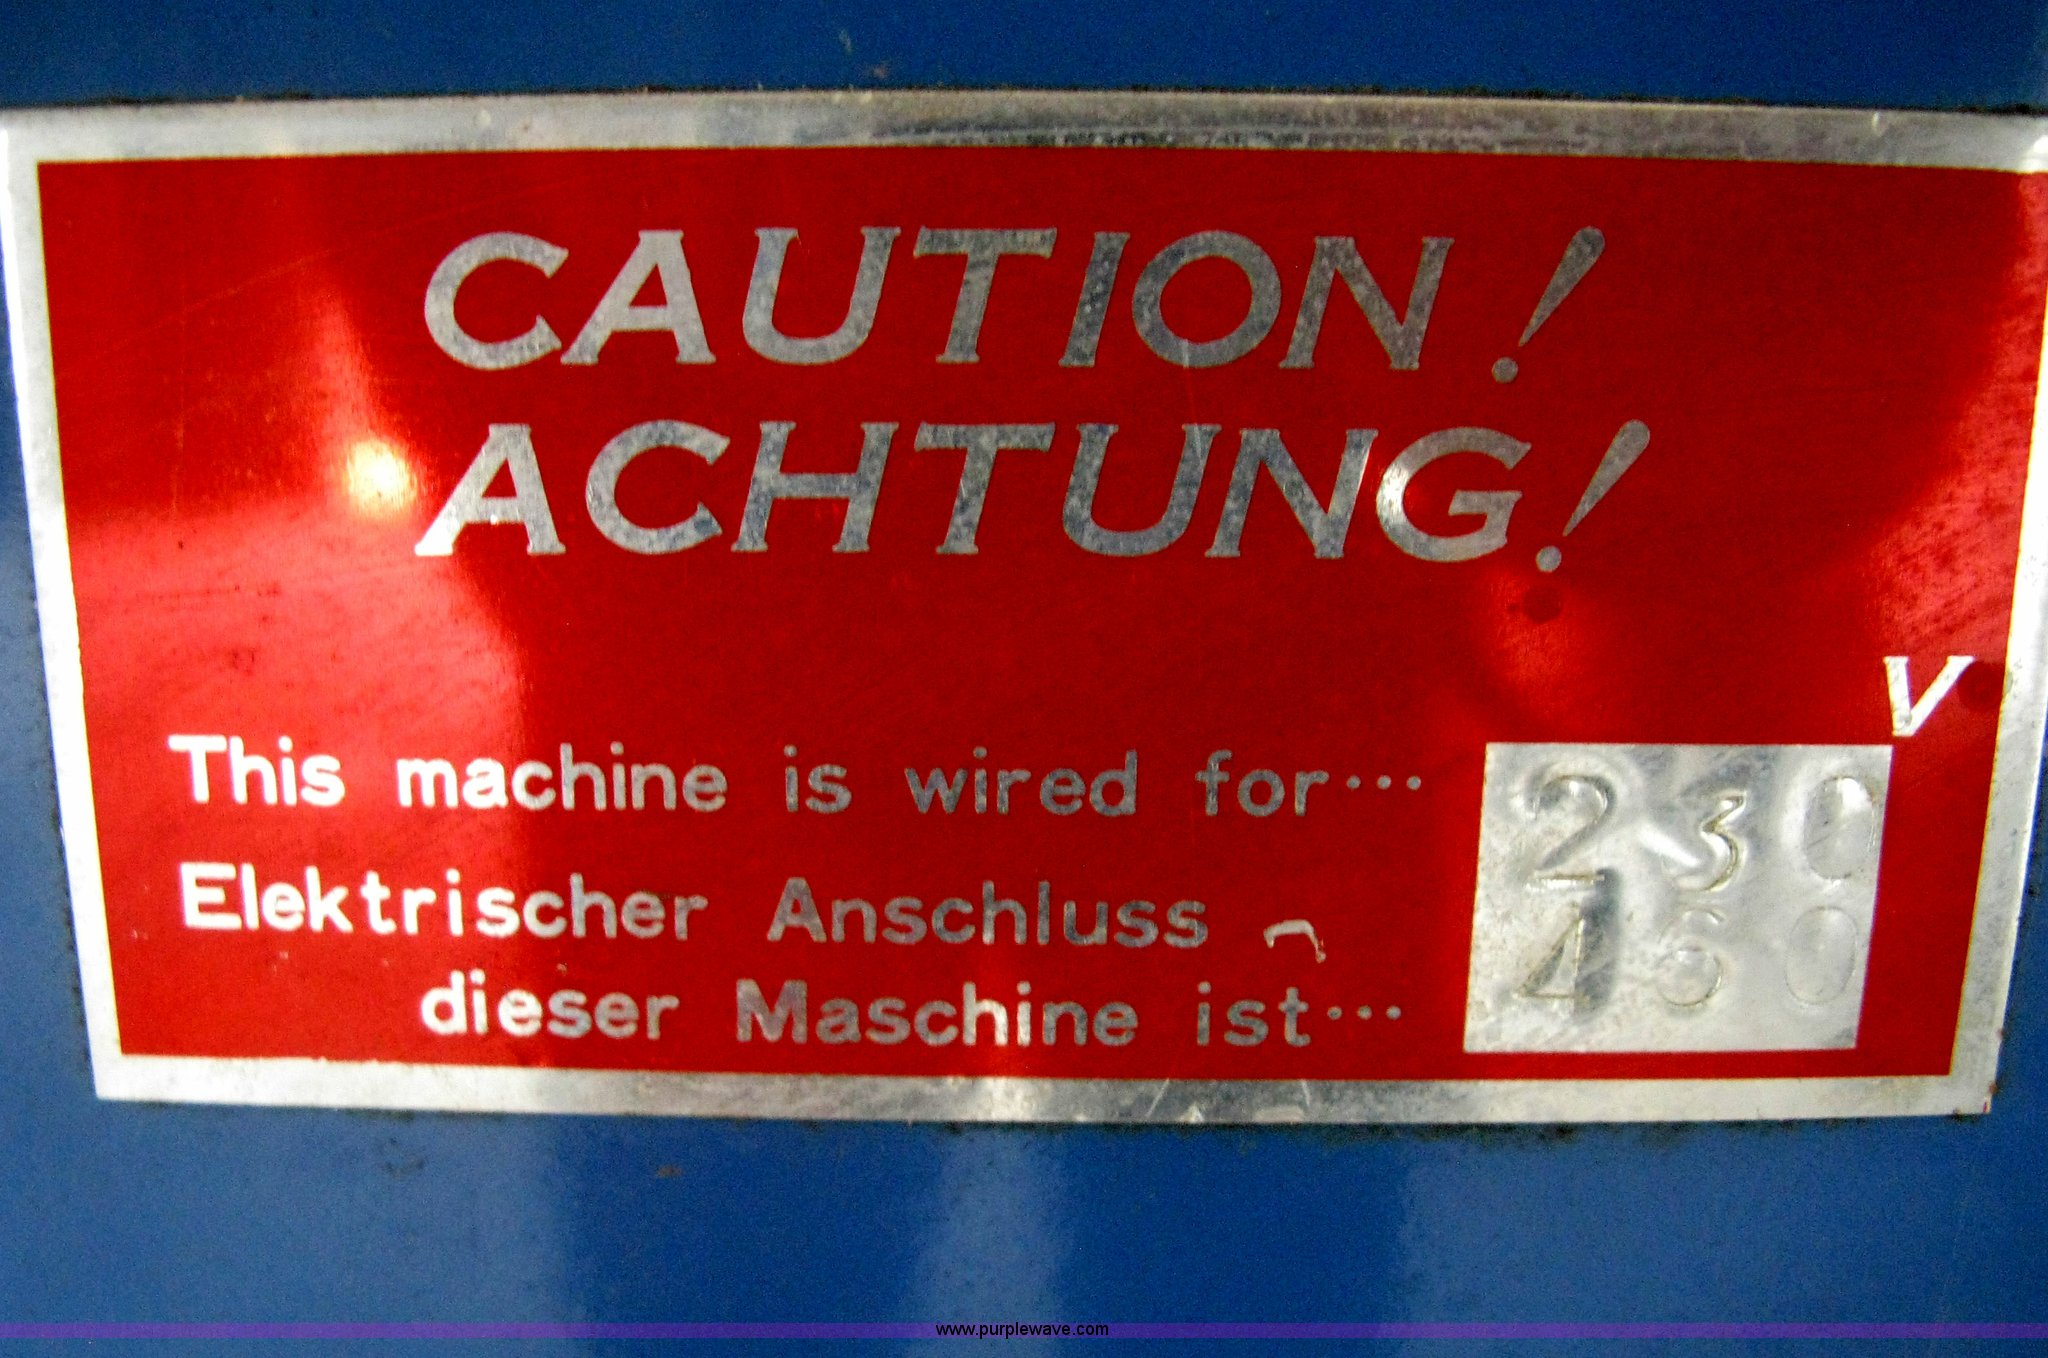 CAUTION!
ACHTUNG!
V
This machine is wired for··· 230
Elektrischer Anschluss 460
dieser Maschine ist···
www.purplewave.com